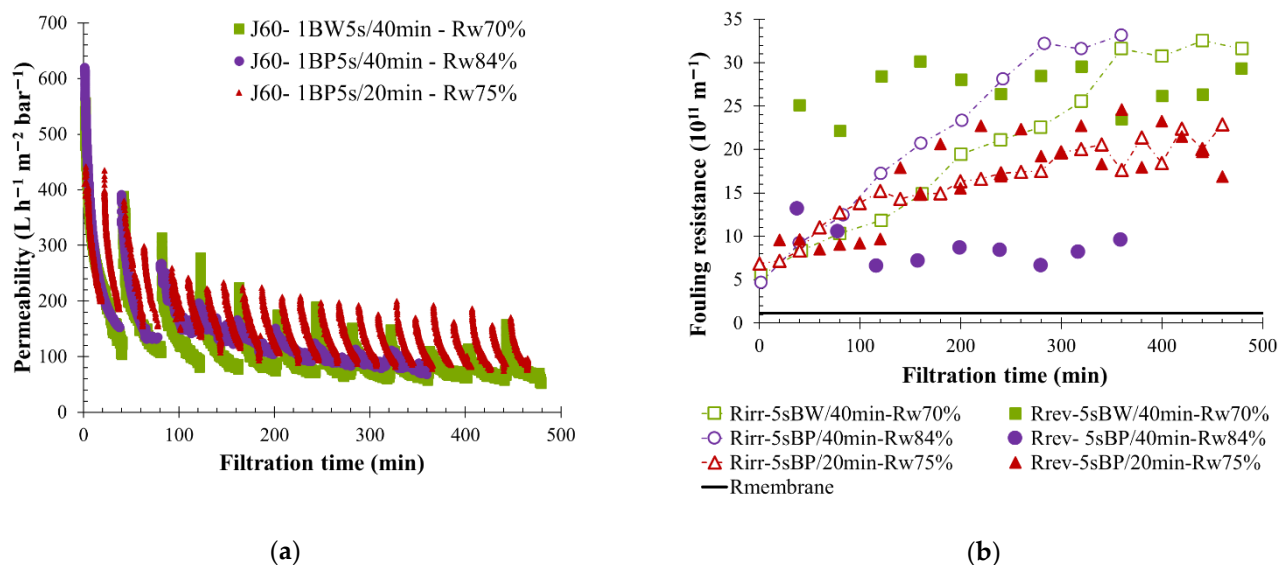 J60- 1BW5s/40min - Rw70%
J60- 1BP5s/40min - Rw84%
J60- 1BP5s/20min - Rw75%
Permeability (L h⁻¹ m⁻² bar⁻¹)
700
600
500
400
300
200
100
0
0 100 200 300 400 500
Filtration time (min)
(a)
Fouling resistance (10¹¹ m⁻¹)
35
30
25
20
15
10
5
0
0 100 200 300 400 500
Filtration time (min)
Rirr-5sBW/40min-Rw70% Rrev-5sBW/40min-Rw70%
Rirr-5sBP/40min-Rw84% Rrev- 5sBP/40min-Rw84%
Rirr-5sBP/20min-Rw75% Rrev-5sBP/20min-Rw75%
Rmembrane
(b)